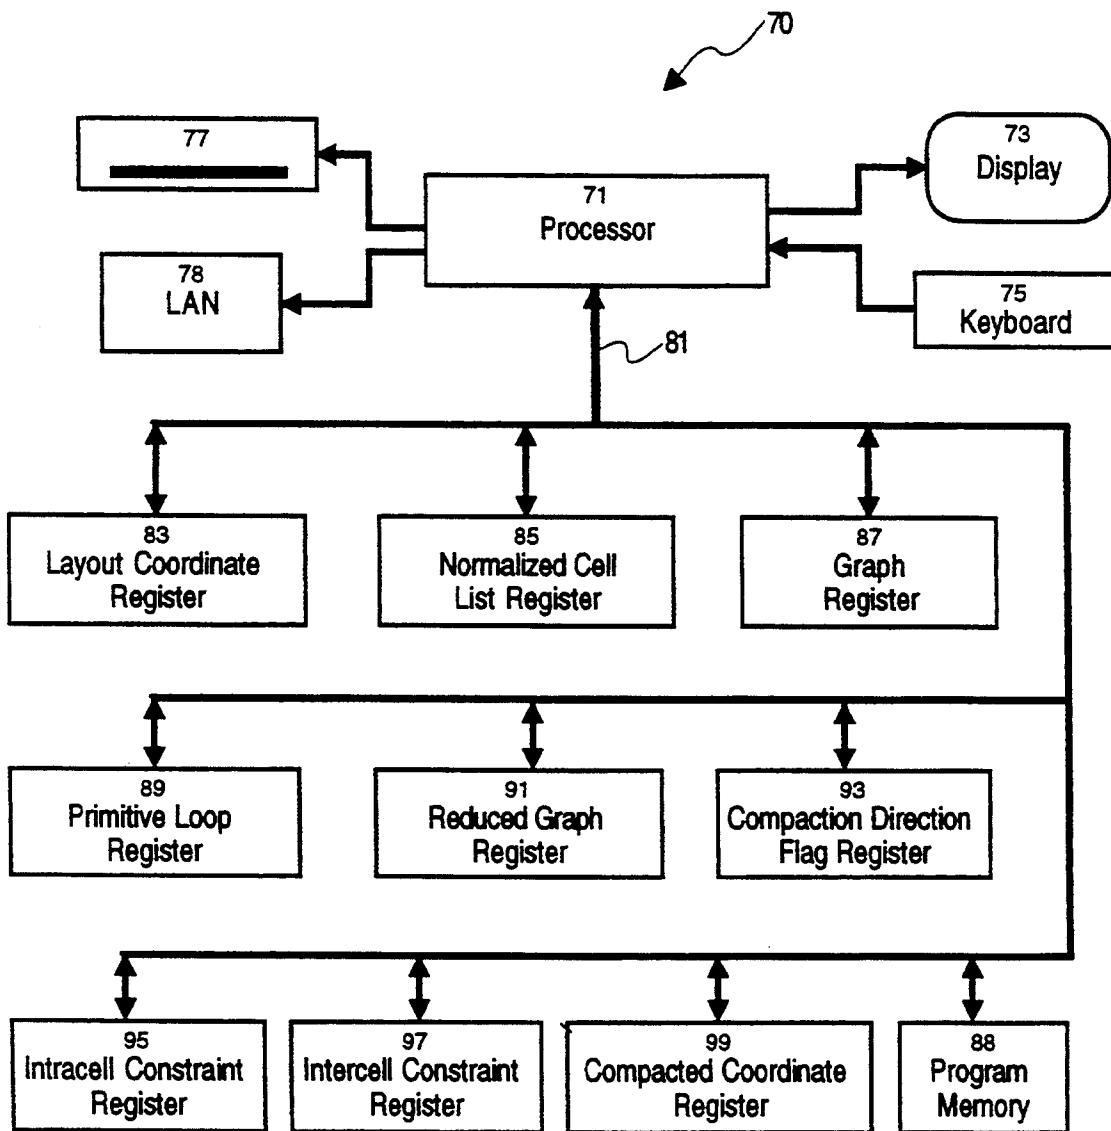 70
77
71
Processor
73
Display
78
LAN
75
Keyboard
81
83
Layout Coordinate
Register
85
Normalized Cell
List Register
87
Graph
Register
89
Primitive Loop
Register
91
Reduced Graph
Register
93
Compaction Direction
Flag Register
95
Intracell Constraint
Register
97
Intercell Constraint
Register
99
Compacted Coordinate
Register
88
Program
Memory